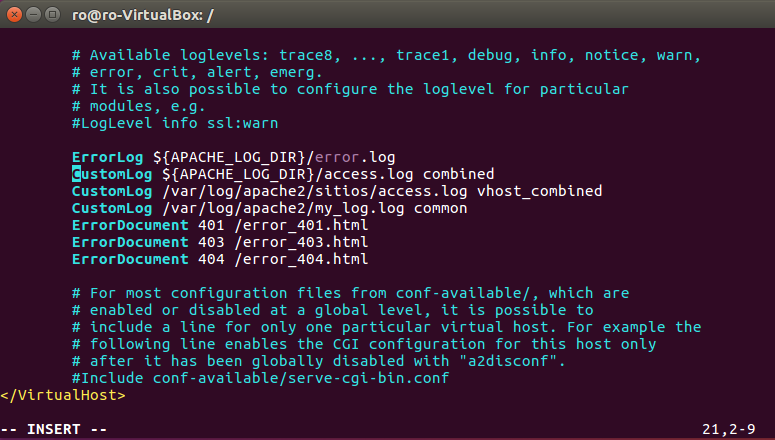 ro@ro-VirtualBox: /
# Available loglevels: trace8, ..., trace1, debug, info, notice, warn,
# error, crit, alert, emerg.
# It is also possible to configure the loglevel for particular
# modules, e.g.
#LogLevel info ssl:warn
ErrorLog ${APACHE_LOG_DIR}/error.log
CustomLog ${APACHE_LOG_DIR}/access.log combined
CustomLog /var/log/apache2/sitios/access.log vhost_combined
CustomLog /var/log/apache2/my_log.log common
ErrorDocument 401 /error_401.html
ErrorDocument 403 /error_403.html
ErrorDocument 404 /error_404.html
# For most configuration files from conf-available/, which are
# enabled or disabled at a global level, it is possible to
# include a line for only one particular virtual host. For example the
# following line enables the CGI configuration for this host only
# after it has been globally disabled with "a2disconf".
#Include conf-available/serve-cgi-bin.conf
</VirtualHost>
-- INSERT -- 21,2-9